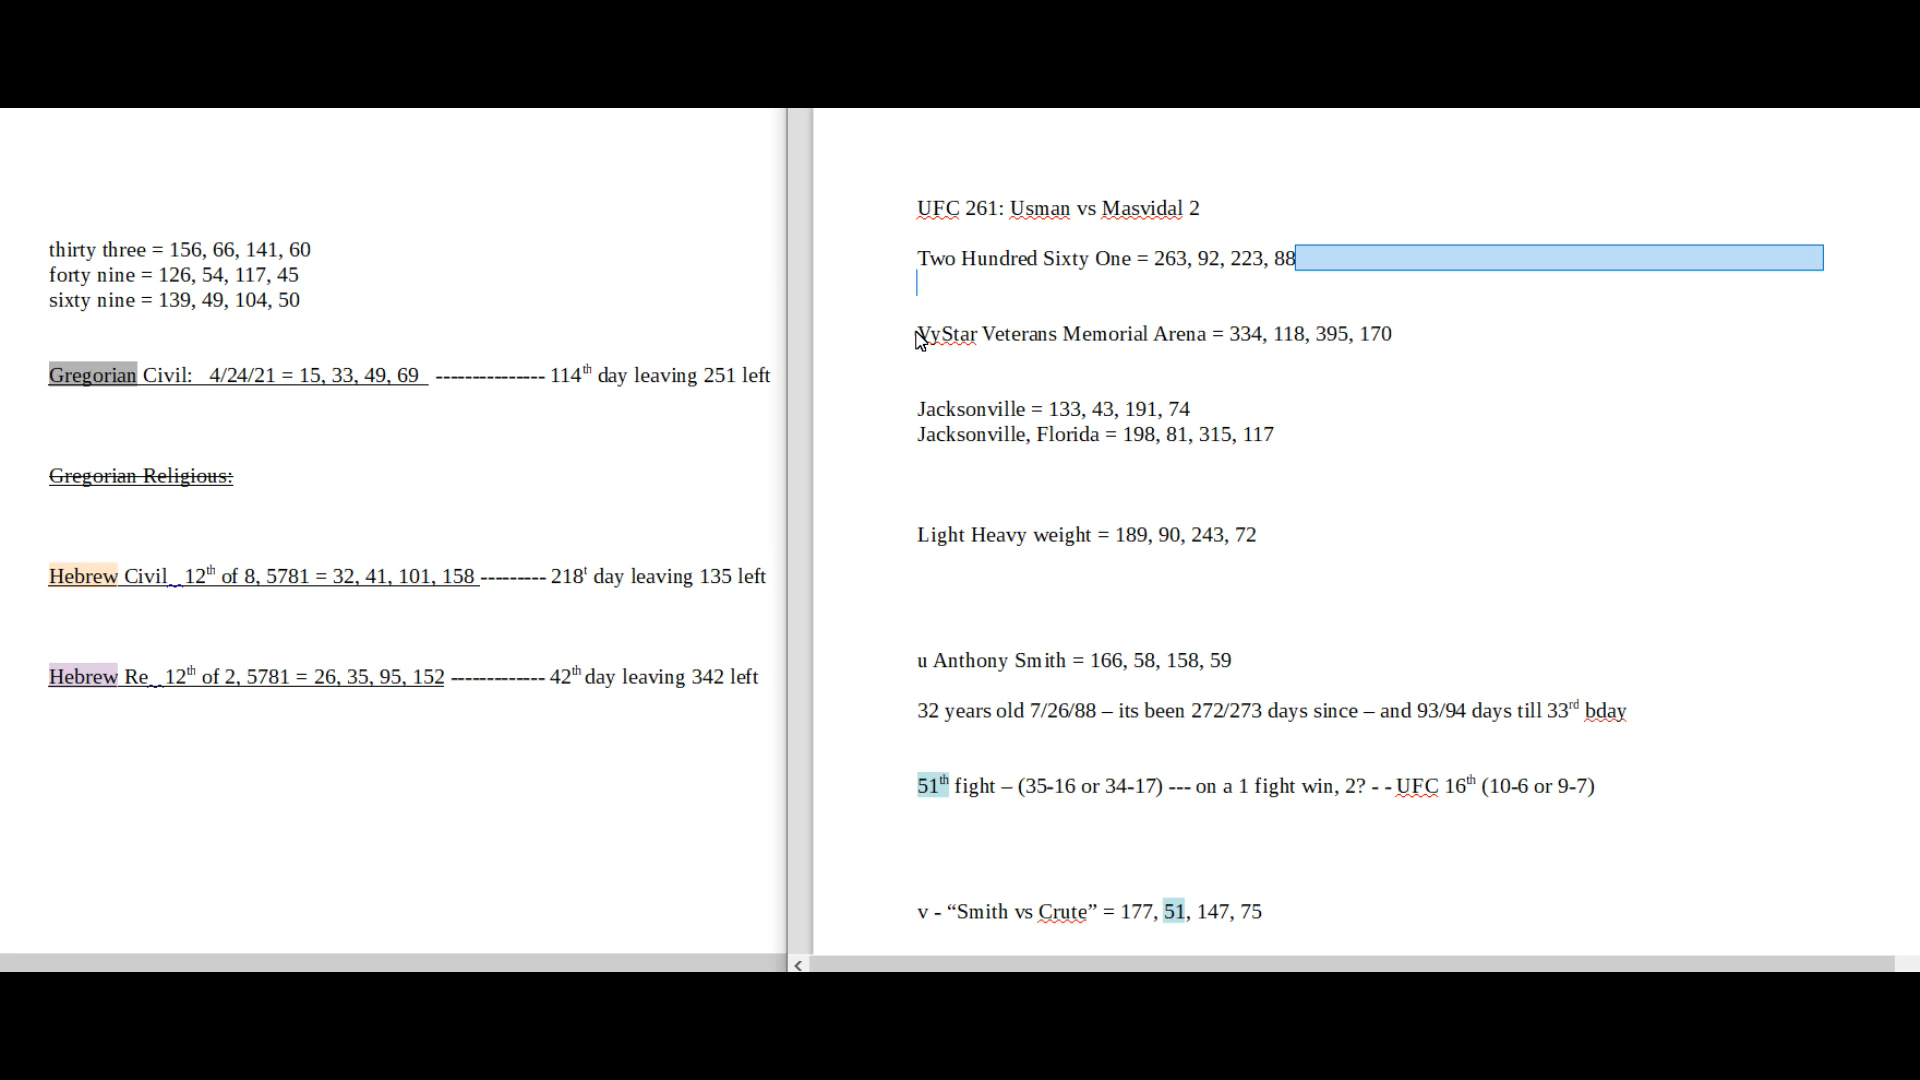 thirty three = 156, 66, 141, 60
forty nine = 126, 54, 117, 45
sixty nine = 139, 49, 104, 50
Gregorian Civil: 4/24/21 = 15, 33, 49, 69 --------------- 114th day leaving 251 left
Gregorian Religious:
Hebrew Civil 12th of 8, 5781 = 32, 41, 101, 158 --------- 218t day leaving 135 left
Hebrew Re 12th of 2, 5781 = 26, 35, 95, 152 ------------- 42th day leaving 342 left
UFC 261: Usman vs Masvidal 2
Two Hundred Sixty One = 263, 92, 223, 88
VyStar Veterans Memorial Arena = 334, 118, 395, 170
Jacksonville = 133, 43, 191, 74
Jacksonville, Florida = 198, 81, 315, 117
Light Heavy weight = 189, 90, 243, 72
u Anthony Smith = 166, 58, 158, 59
32 years old 7/26/88 – its been 272/273 days since – and 93/94 days till 33rd bday
51th fight – (35-16 or 34-17) --- on a 1 fight win, 2? - - UFC 16th (10-6 or 9-7)
v - “Smith vs Crute” = 177, 51, 147, 75